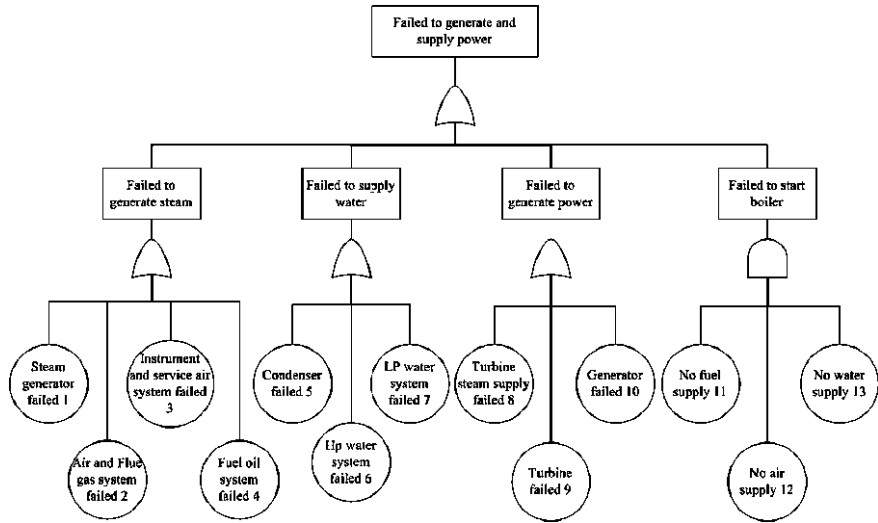 Failed to generate and
supply power
Failed to
generate steam
Failed to supply
water
Failed to
generate power
Failed to start
boiler
Steam
generator
failed 1
Instrument
and service air
system failed
3
Condenser
failed 5
LP water
system
failed 7
Turbine
steam supply
failed 8
Generator
failed 10
No fuel
supply 11
No water
supply 13
Air and Flue
gas system
failed 2
Fuel oil
system
failed 4
Hp water
system
failed 6
Turbine
failed 9
No air
supply 12